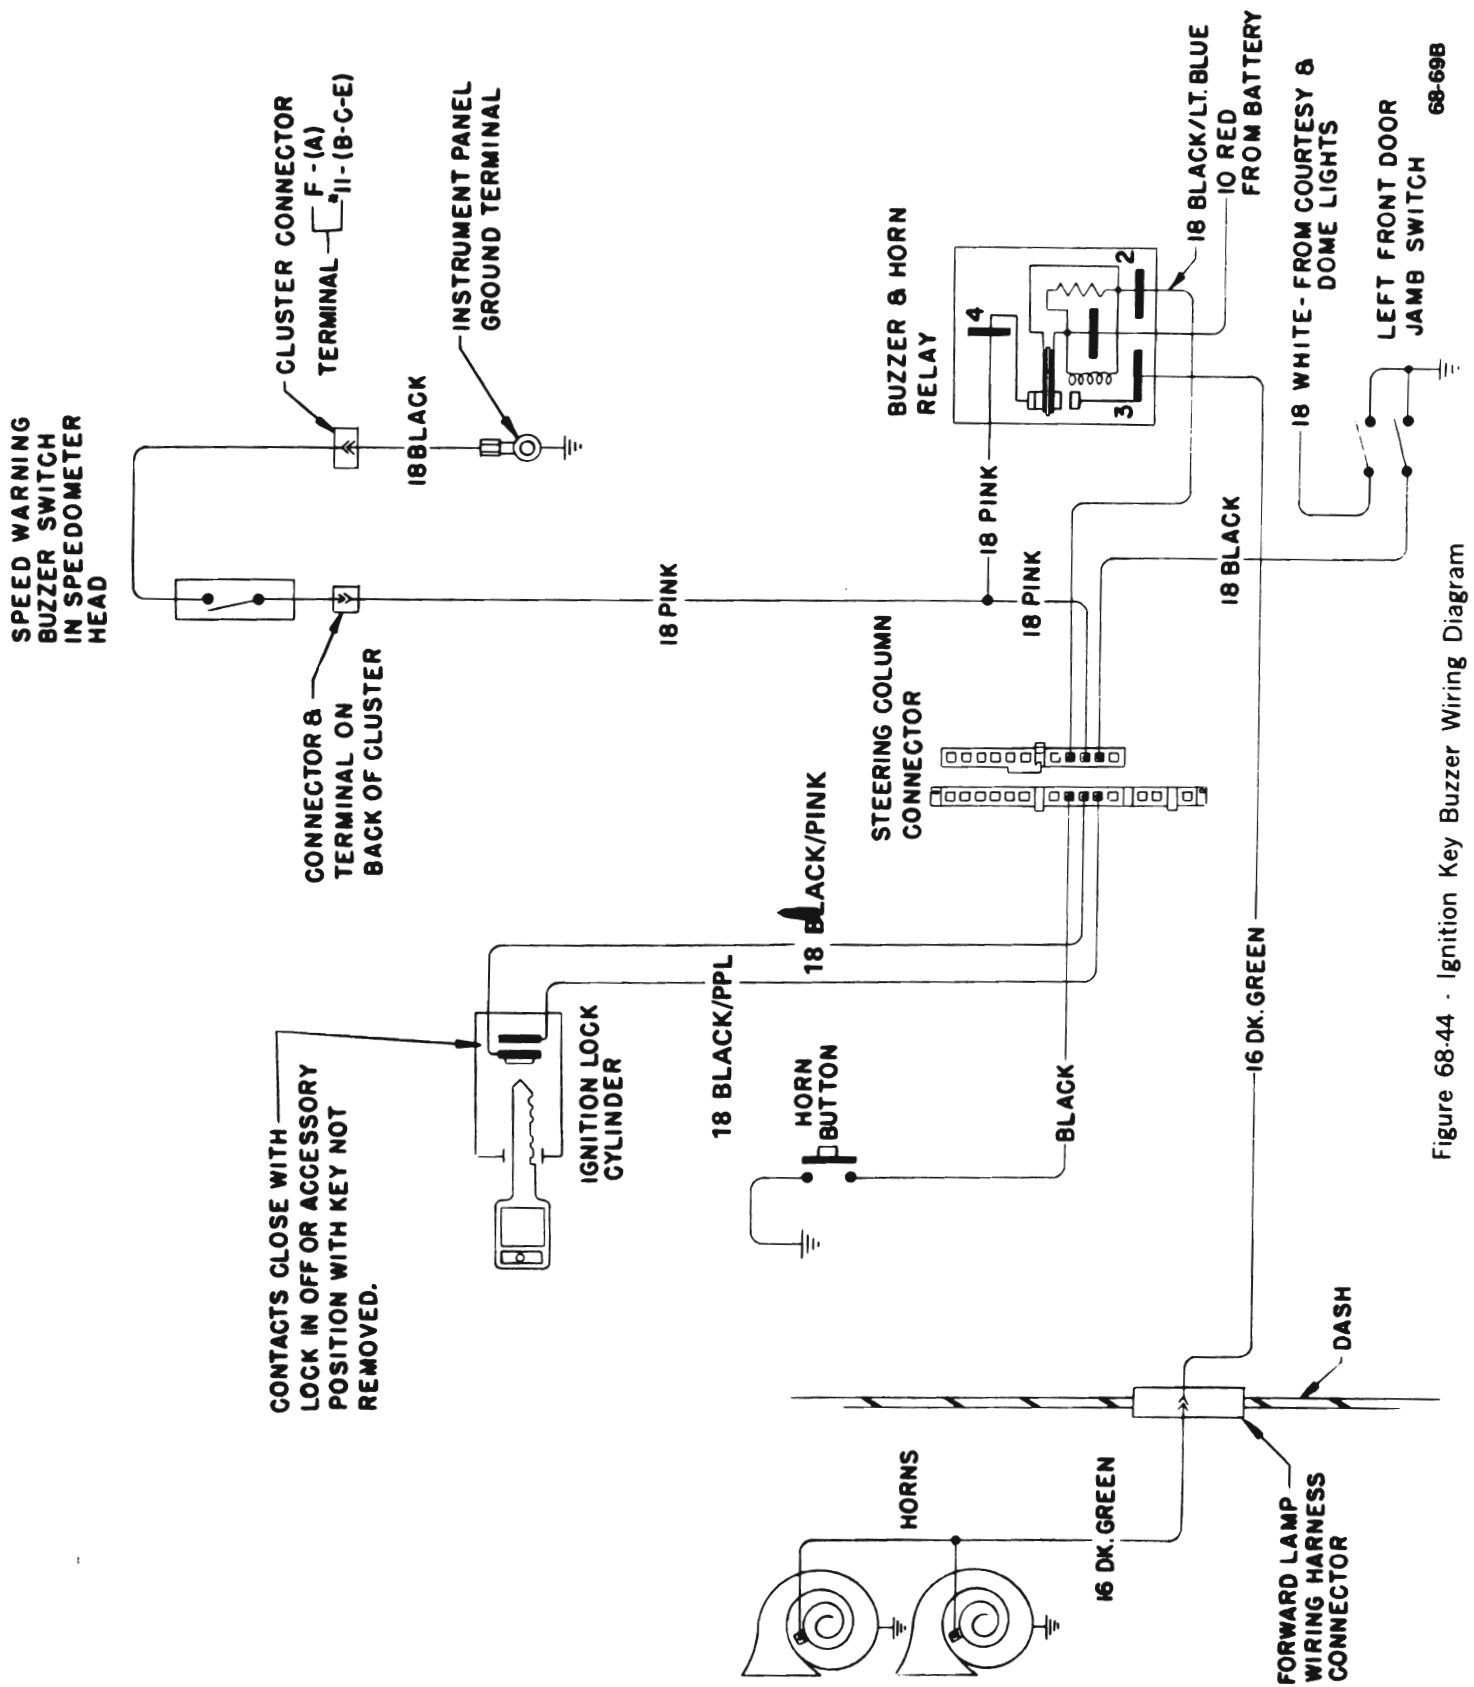 SPEED WARNING
BUZZER SWITCH
IN SPEEDOMETER
HEAD
CLUSTER CONNECTOR
TERMINAL
F - (A)
*11-(B-C-E)
18 BLACK
INSTRUMENT PANEL
GROUND TERMINAL
CONNECTOR &
TERMINAL ON
BACK OF CLUSTER
18 PINK
18 PINK
18 PINK
BUZZER & HORN
RELAY
4
2
3
18 BLACK/LT.BLUE
10 RED
FROM BATTERY
18 WHITE- FROM COURTESY &
DOME LIGHTS
LEFT FRONT DOOR
JAMB SWITCH
68-69B
18 BLACK
STEERING COLUMN
CONNECTOR
CONTACTS CLOSE WITH
LOCK IN OFF OR ACCESSORY
POSITION WITH KEY NOT
REMOVED.
IGNITION LOCK
CYLINDER
18 BLACK/PINK
18 BLACK/PPL
HORN
BUTTON
BLACK
16 DK. GREEN
DASH
HORNS
16 DK. GREEN
FORWARD LAMP
WIRING HARNESS
CONNECTOR
Figure 68-44 - Ignition Key Buzzer Wiring Diagram